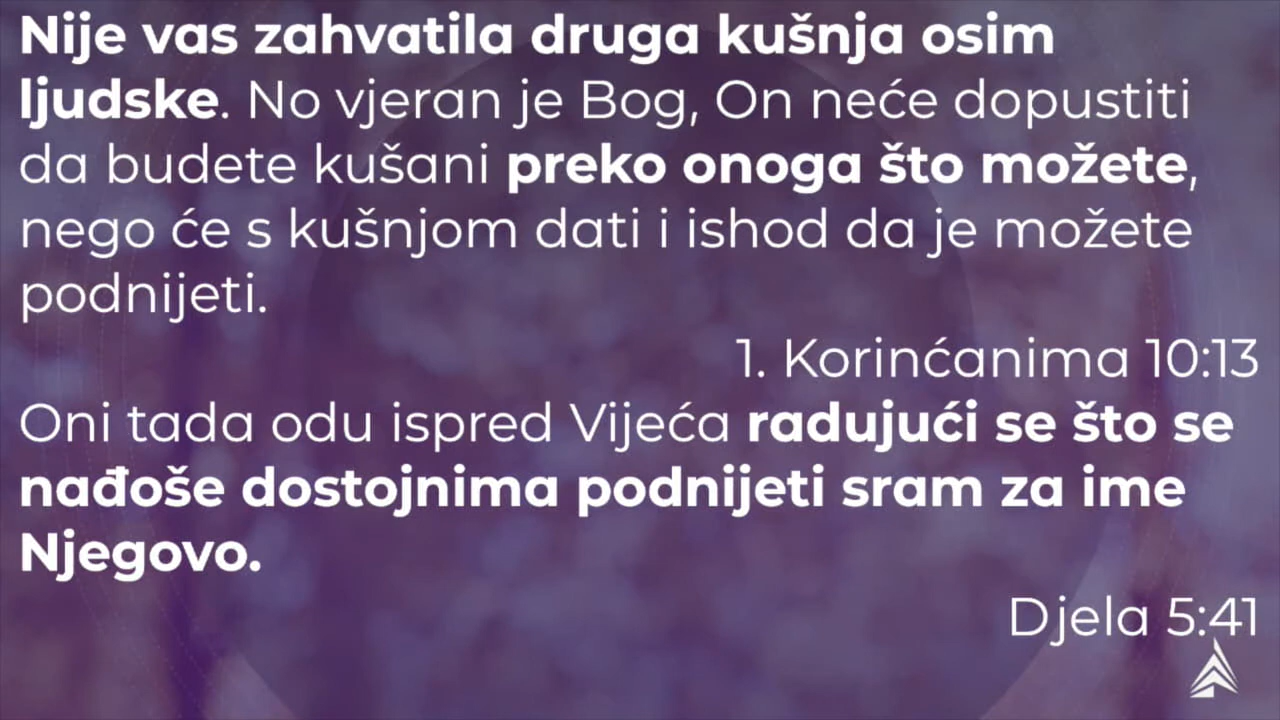 Nije vas zahvatila druga kušnja osim
ljudske. No vjeran je Bog, On neće dopustiti
da budete kušani preko onoga što možete,
nego će s kušnjom dati i ishod da je možete
podnijeti.
1. Korinćanima 10:13
Oni tada odu ispred Vijeća radujući se što se
nađoše dostojnima podnijeti sram za ime
Njegovo.
Djela 5:41